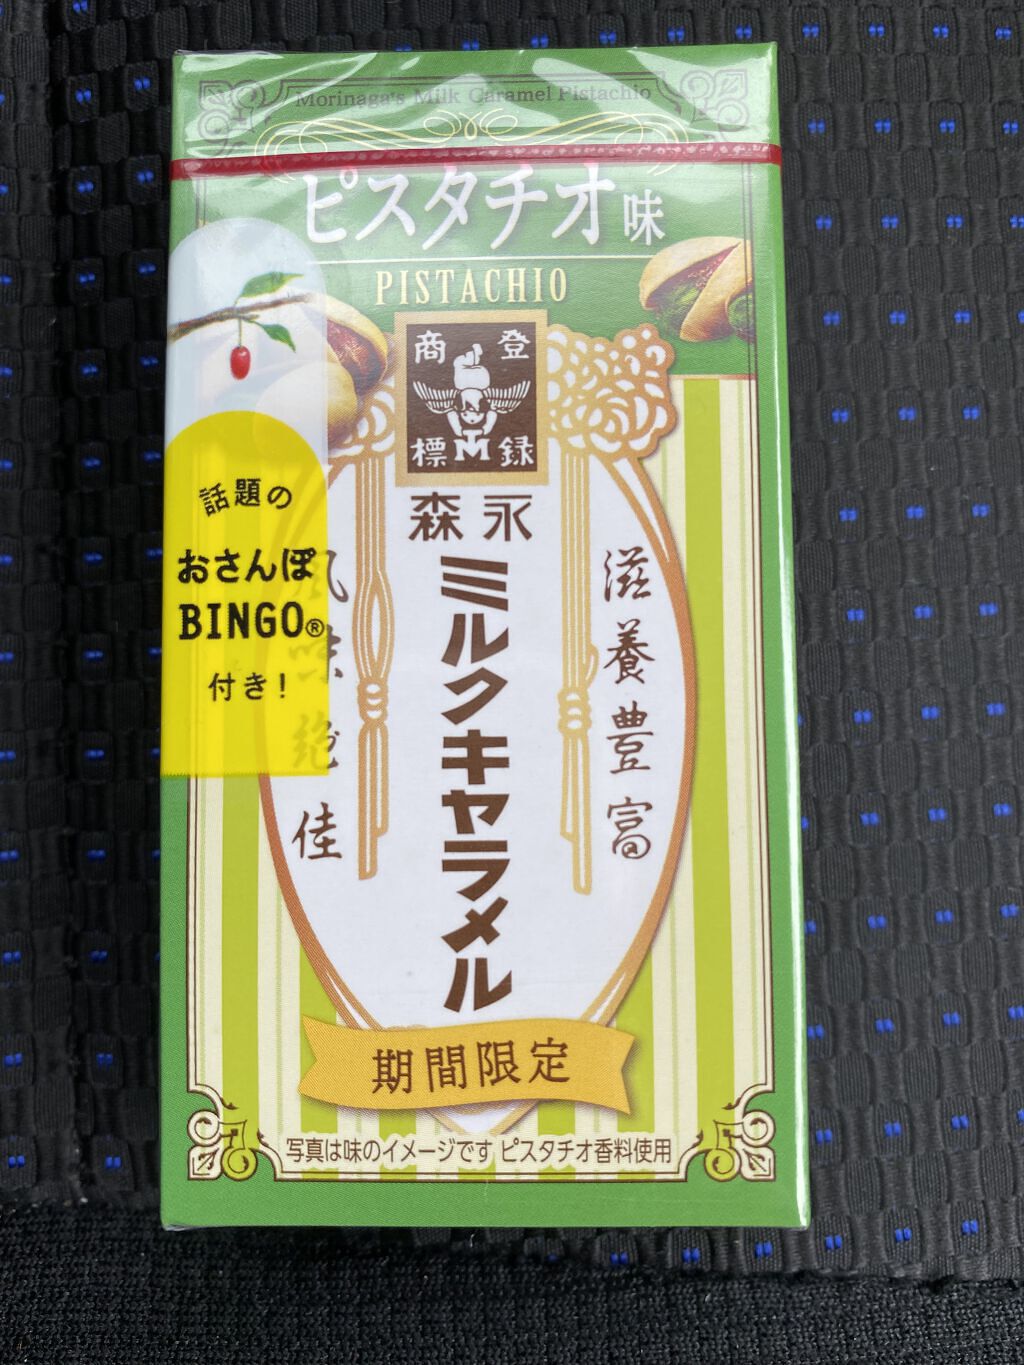 Morinaga's Milk Caramel Pistachio
ピスタチオ味
PISTACHIO
商登
標録
M
森永
ミルクキャラメル
滋養豊富
風味絶佳
話題の
おさんぽ
BINGO®
付き!
期間限定
写真は味のイメージです ピスタチオ香料使用